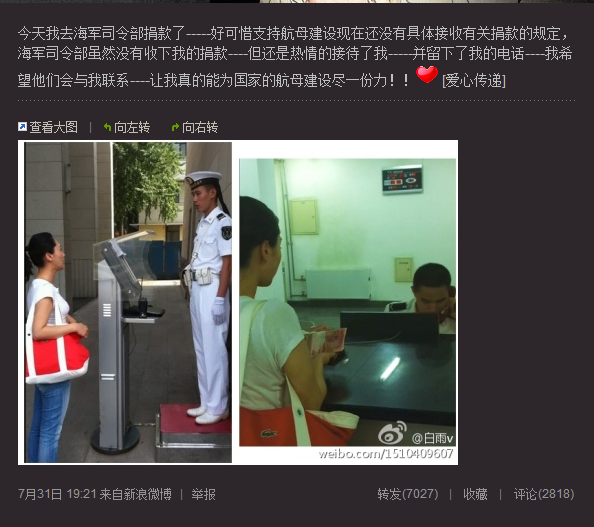 今天我去海军司令部捐款了-----好可惜支持航母建设现在还没有具体接收有关捐款的规定，
海军司令部虽然没有收下我的捐款----但还是热情的接待了我-----并留下了我的电话----我希
望他们会与我联系----让我真的能为国家的航母建设尽一份力！！[爱心传递]
查看大图 | 向左转 向右转
@白雨v
weibo.com/1510409607
7月31日 19:21 来自新浪微博 | 举报 转发(7027) | 收藏 | 评论(2818)